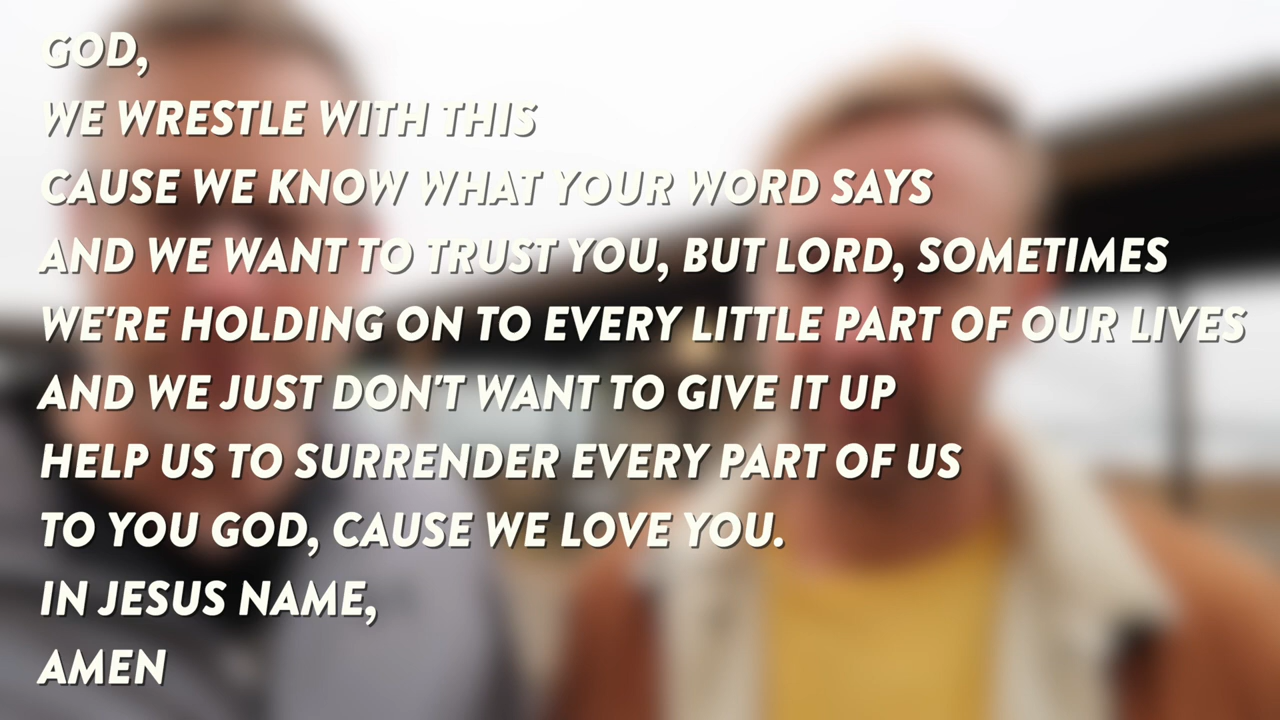 GOD,
WE WRESTLE WITH THIS
CAUSE WE KNOW WHAT YOUR WORD SAYS
AND WE WANT TO TRUST YOU, BUT LORD, SOMETIMES
WE'RE HOLDING ON TO EVERY LITTLE PART OF OUR LIVES
AND WE JUST DON'T WANT TO GIVE IT UP
HELP US TO SURRENDER EVERY PART OF US
TO YOU GOD, CAUSE WE LOVE YOU.
IN JESUS NAME,
AMEN